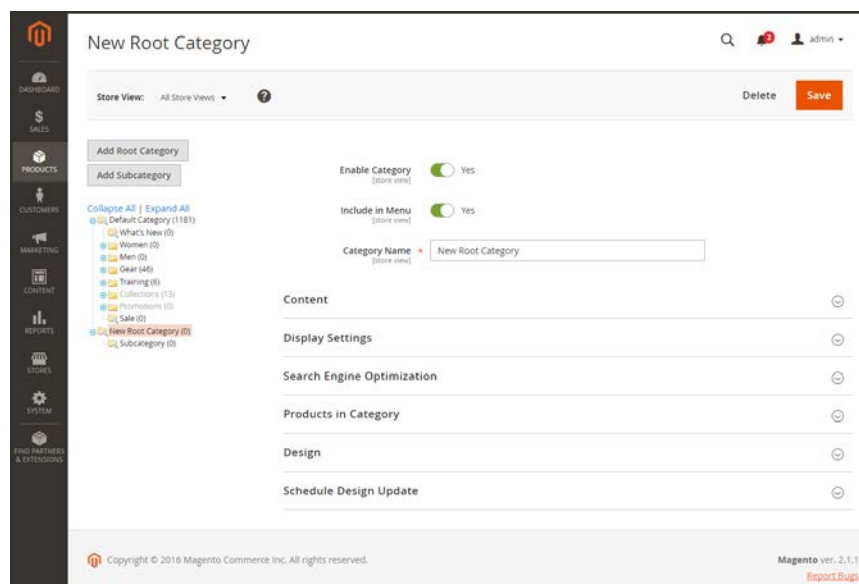 New Root Category
2
admin
DASHBOARD
SALES
PRODUCTS
CUSTOMERS
MARKETING
CONTENT
REPORTS
STORES
SYSTEM
FIND PARTNERS
& EXTENSIONS
Store View: All Store Views
?
Delete
Save
Add Root Category
Add Subcategory
Collapse All | Expand All
Default Category (1181)
What's New (0)
Women (0)
Men (0)
Gear (46)
Training (6)
Collections (13)
Promotions (0)
Sale (0)
New Root Category (0)
Subcategory (0)
Enable Category
[store view]
Yes
Include in Menu
[store view]
Yes
Category Name *
[store view]
New Root Category
Content
Display Settings
Search Engine Optimization
Products in Category
Design
Schedule Design Update
Copyright © 2016 Magento Commerce Inc. All rights reserved.
Magento ver. 2.1.1
Report Bugs